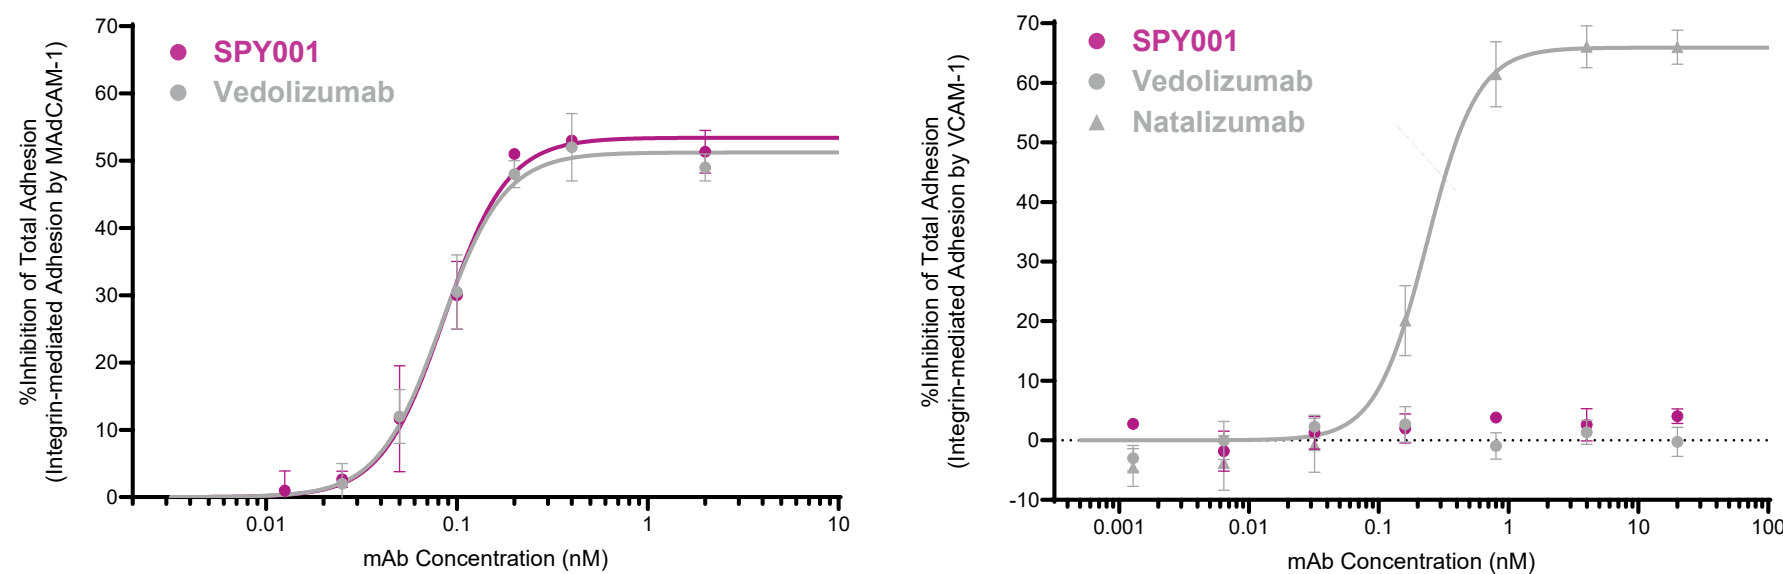 %Inhibition of Total Adhesion
(Integrin-mediated Adhesion by MAdCAM-1)
70
60
50
40
30
20
10
0
SPY001
Vedolizumab
0.01
0.1
1
10
mAb Concentration (nM)
%Inhibition of Total Adhesion
(Integrin-mediated Adhesion by VCAM-1)
70
60
50
40
30
20
10
0
-10
SPY001
Vedolizumab
Natalizumab
0.001
0.01
0.1
1
10
100
mAb Concentration (nM)